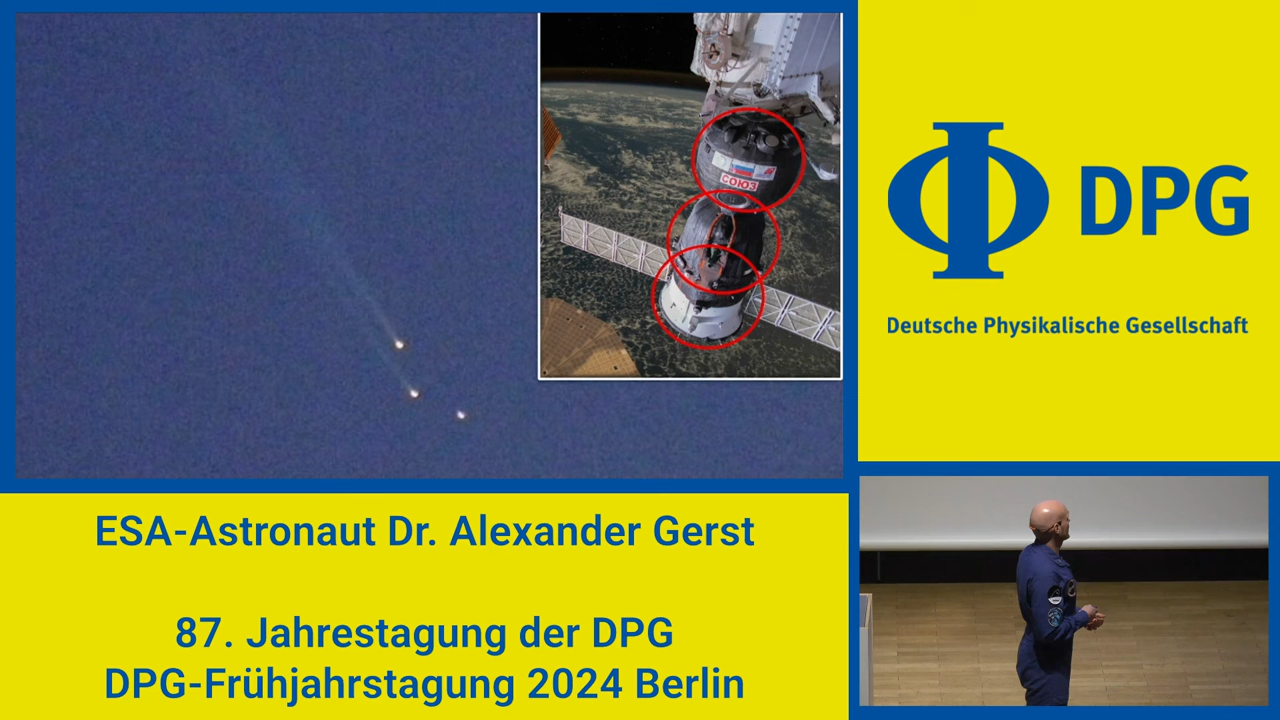 СОЮЗ
DPG
Deutsche Physikalische Gesellschaft
ESA-Astronaut Dr. Alexander Gerst
87. Jahrestagung der DPG
DPG-Frühjahrstagung 2024 Berlin